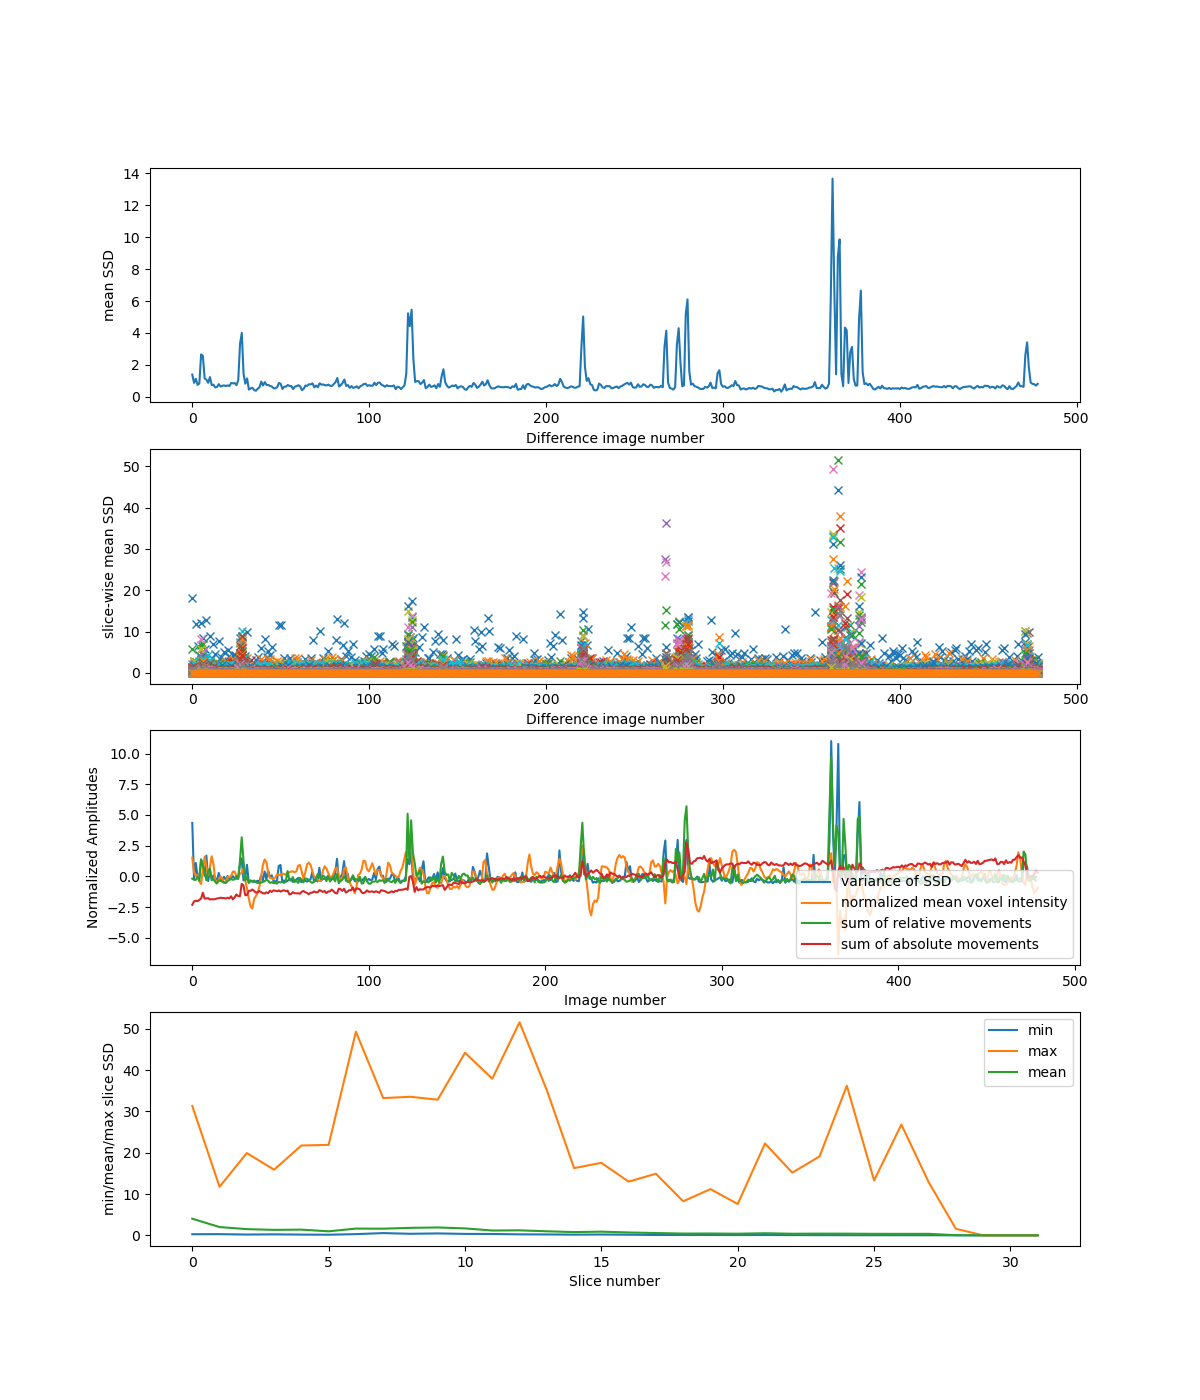 14
12
10
8
6
4
2
0
mean SSD
0 100 200 300 400 500
Difference image number
50
40
30
20
10
0
slice-wise mean SSD
0 100 200 300 400 500
Difference image number
10.0
7.5
5.0
2.5
0.0
−2.5
−5.0
Normalized Amplitudes
variance of SSD
normalized mean voxel intensity
sum of relative movements
sum of absolute movements
0 100 200 300 400 500
Image number
50
40
30
20
10
0
min/mean/max slice SSD
min
max
mean
0 5 10 15 20 25 30
Slice number